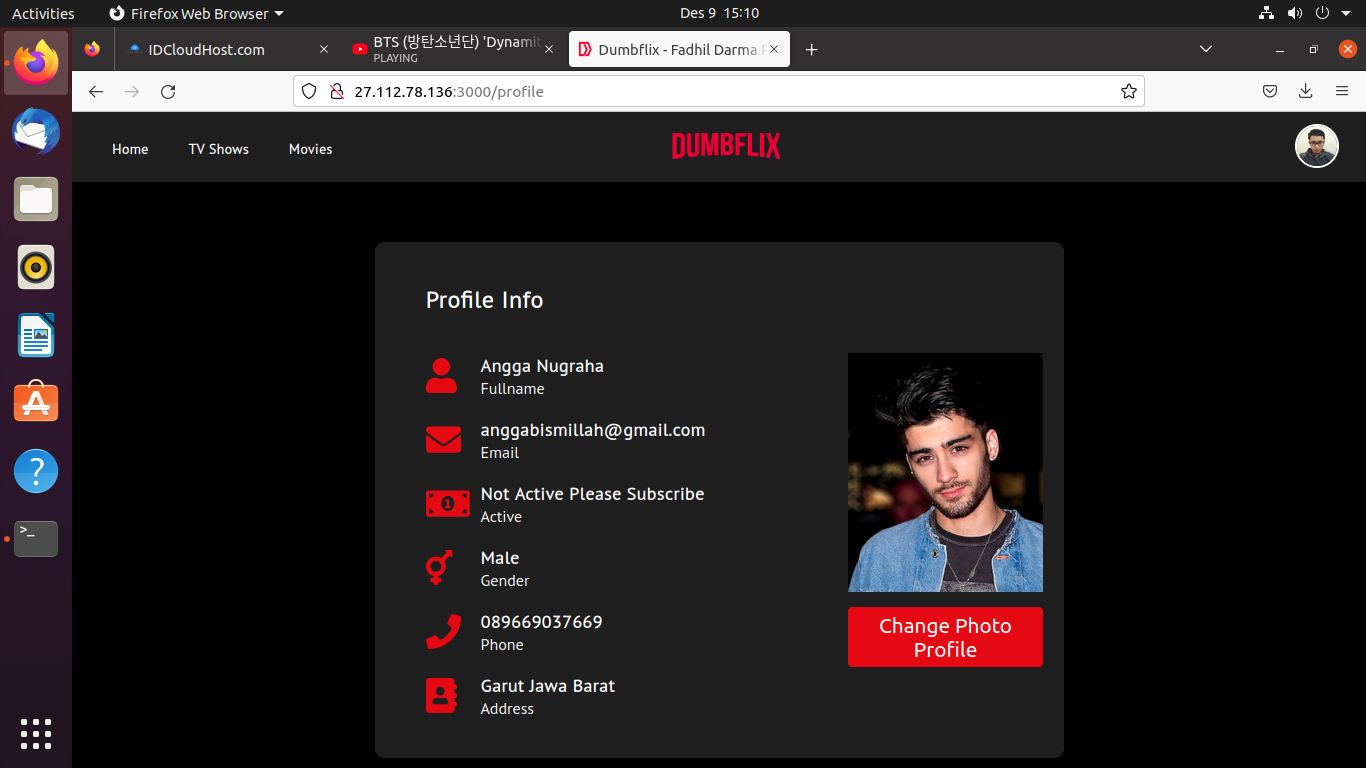 Activities
Firefox Web Browser
Des 9 15:10
IDCloudHost.com
BTS (방탄소년단) 'Dynamit
PLAYING
Dumbflix - Fadhil Darma P
27.112.78.136:3000/profile
Home
TV Shows
Movies
DUMBFLIX
Profile Info
Angga Nugraha
Fullname
anggabismillah@gmail.com
Email
1
Not Active Please Subscribe
Active
Male
Gender
089669037669
Phone
Garut Jawa Barat
Address
Change Photo
Profile
?
>_